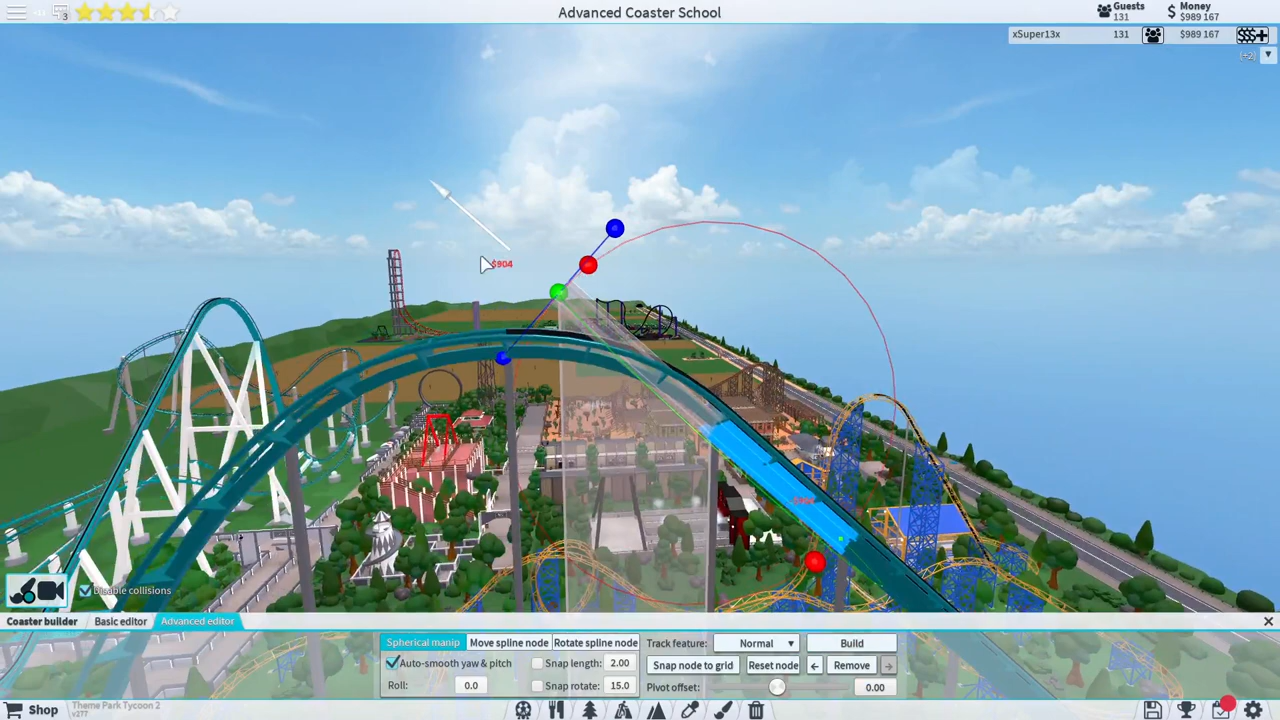 3
Advanced Coaster School
Guests
131
Money
$989 167
xSuper13x 131 $989 167
$$$+
(+2)
$904
Disable collisions
Coaster builder Basic editor Advanced editor
Spherical manip Move spline node Rotate spline node Track feature: Normal Build
Auto-smooth yaw & pitch Snap length: 2.00 Snap node to grid Reset node Remove
Roll: 0.0 Snap rotate: 15.0 Pivot offset: 0.00
Shop
Theme Park Tycoon 2
v277